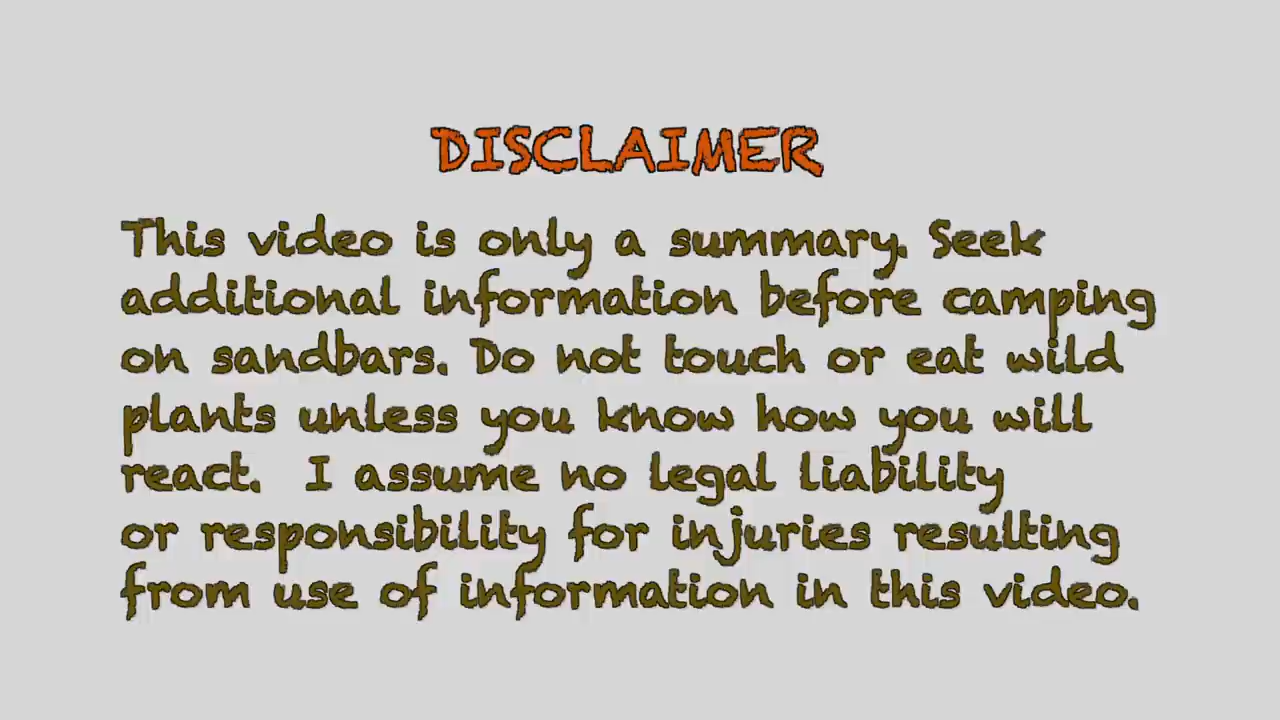 DISCLAIMER
This video is only a summary. Seek
additional information before camping
on sandbars. Do not touch or eat wild
plants unless you know how you will
react.  I assume no legal liability
or responsibility for injuries resulting
from use of information in this video.